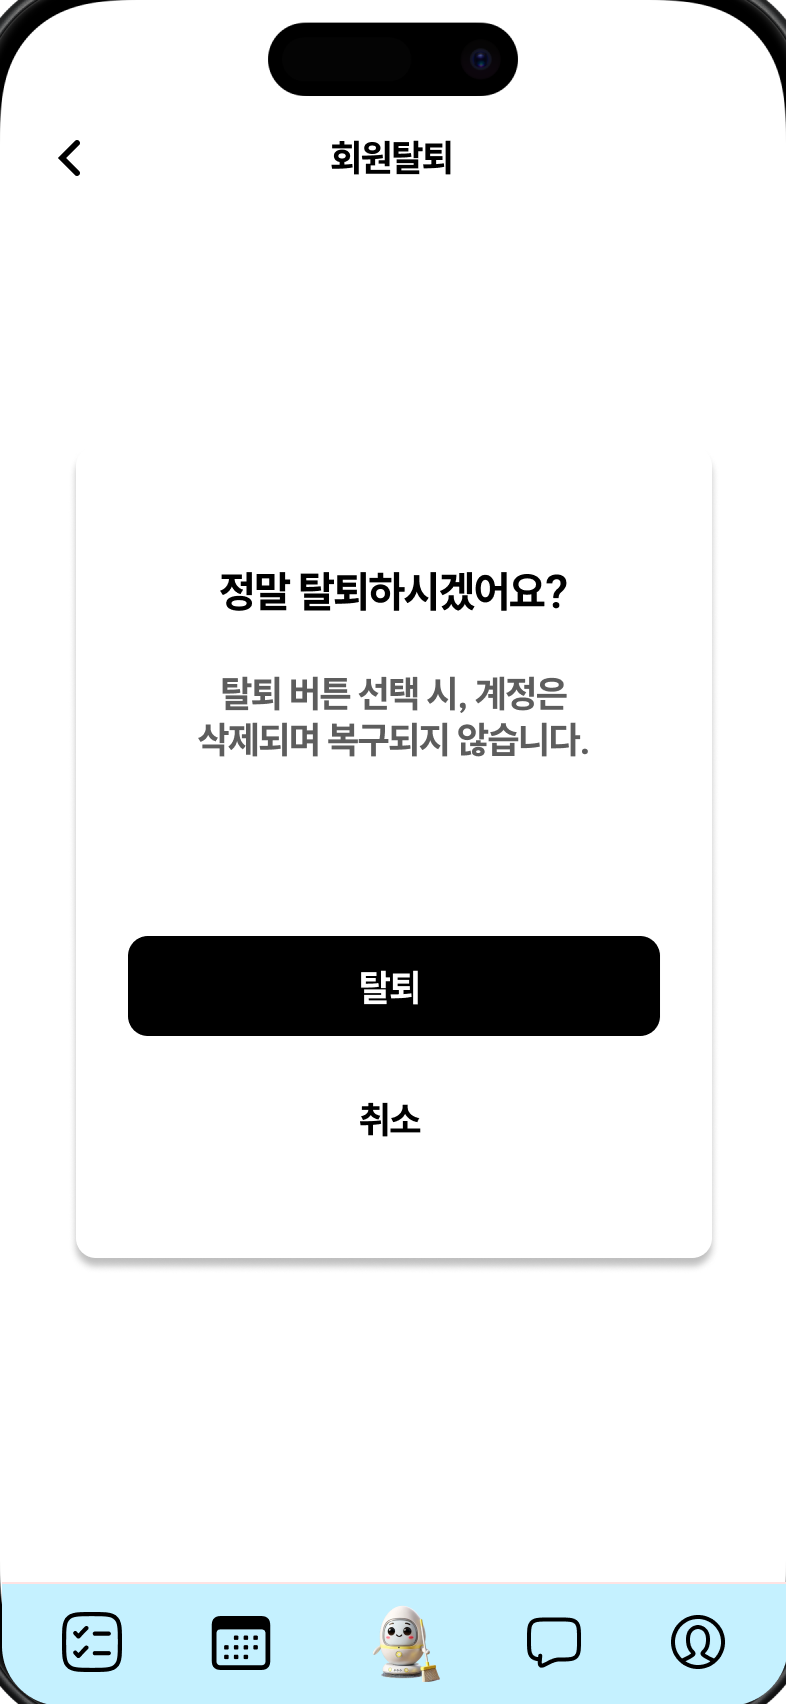 회원탈퇴
정말 탈퇴하시겠어요?
탈퇴 버튼 선택 시, 계정은
삭제되며 복구되지 않습니다.
탈퇴
취소